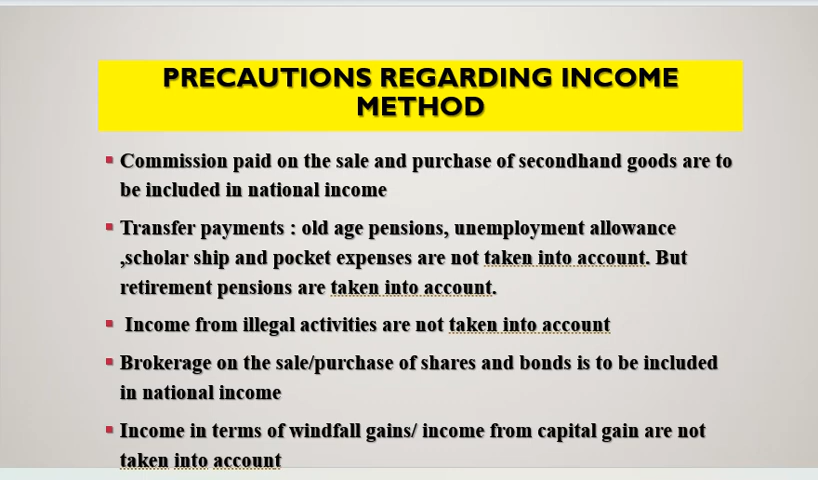 PRECAUTIONS REGARDING INCOME
METHOD
▪ Commission paid on the sale and purchase of secondhand goods are to
be included in national income
▪ Transfer payments : old age pensions, unemployment allowance
,scholar ship and pocket expenses are not taken into account. But
retirement pensions are taken into account.
▪ Income from illegal activities are not taken into account
▪ Brokerage on the sale/purchase of shares and bonds is to be included
in national income
▪ Income in terms of windfall gains/ income from capital gain are not
taken into account